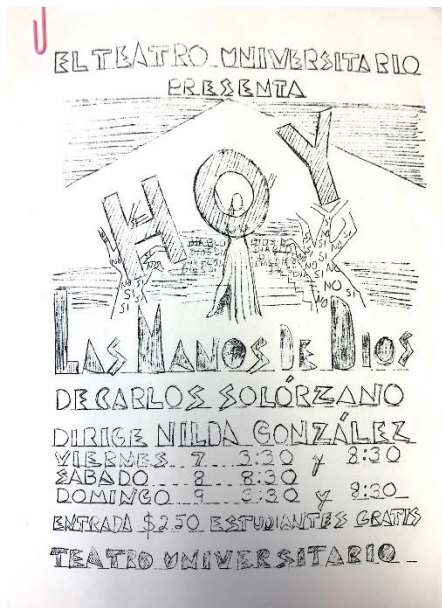 EL TEATRO UNIVERSITARIO
PRESENTA
HOY
LAS MANOS DE DIOS
DE CARLOS SOLÓRZANO
DIRIGE NILDA GONZÁLEZ
VIERNES 7 3:30 y 8:30
SABADO 8 8:30
DOMINGO 9 3:30 y 8:30
ENTRADA $2.50 ESTUDIANTES GRATIS
TEATRO UNIVERSITARIO